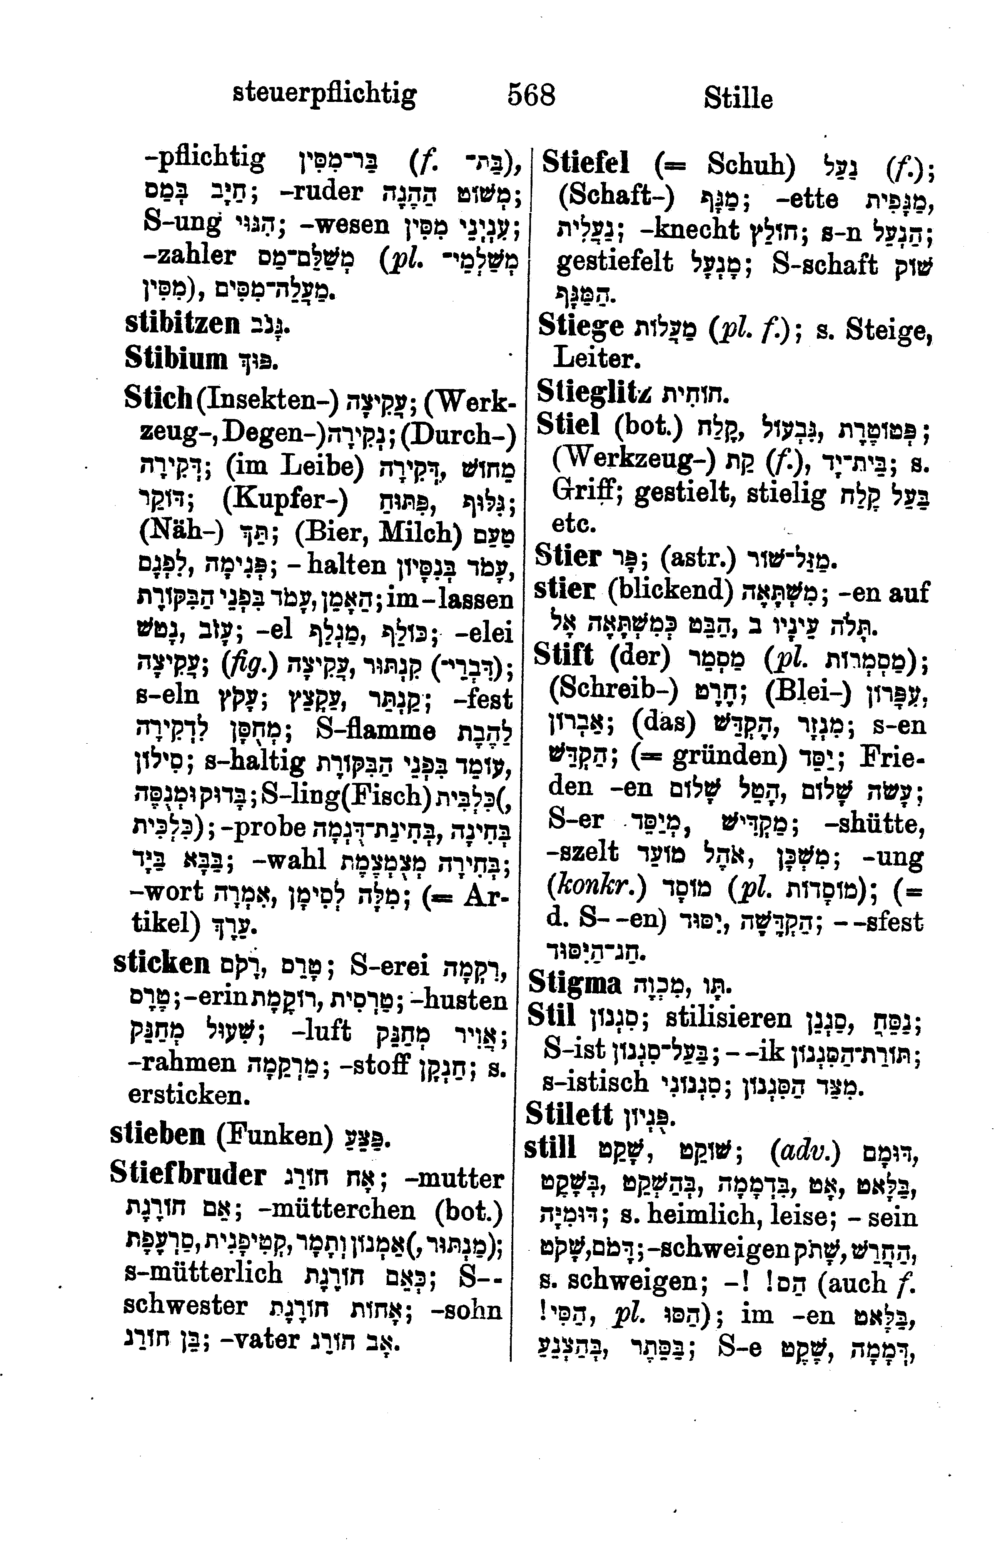 steuerpflichtig 568 Stille
-pflichtig בַּר־מִסִּין (f. בַּת־),
חַיָּב בְּמַס; -ruder מְשׁוֹט הַהֲנָה;
S-ung הִגּוּי; -wesen עִנְיְנֵי מִסִּין;
-zahler מְשַׁלֵּם־מַס (pl. מְשַׁלְּמֵי־
מִסִּין), מַעֲלֵה־מִסִּים.
stibitzen גָּנֹב.
Stibium פּוּךְ.
Stich (Insekten-) עֲקִיצָה; (Werk-
zeug-, Degen-) נְקִירָה; (Durch-)
דְּקִירָה; (im Leibe) דְּקִירָה, מַחוּשׁ
דּוֹקֵר; (Kupfer-) פִּתּוּחַ, גִּלּוּף;
(Näh-) תַּךְ; (Bier, Milch) טַעַם
פְּגִימָה, לִפְגָם; - halten עָמֹד בְּנִסָּיוֹן,
הֵאָמֵן, עָמֹד בִּפְנֵי הַבִּקּוֹרֶת; im - lassen
עָזוֹב, נָטשׁ; -el מַגְלֵף, כּוֹלֵף; -elei
עֲקִיצָה; (fig.) קִנְתּוּר, עֲקִיצָה (דִּבְרֵי־);
s-eln עָקֹץ; עַקֵּץ, קַנְתֵּר; -fest
מְחֻסָּן לִדְקִירָה; S-flamme לֶהָבַת
סִילוֹן; s-haltig עוֹמֵד בִּפְנֵי הַבִּקּוֹרֶת,
בָּדוּק וּמְנֻסֶּה; S-ling (Fisch) כַּלְבִּית),
כִּלְכִּית); -probe בְּחִינָה, בְּחִינַת־דֻּגְמָה
בָּבָא בַּיָּד; -wahl בְּחִירָה מְצֻמְצֶמֶת;
-wort מִלָּה לְסִימָן, אִמְרָה; (= Ar-
tikel) עֵרֶךְ.
sticken רָקֹם, טָרֹם; S-erei רִקְמָה,
טֶרֶם; -erin רוֹקֶמֶת, טַרְסִית; -husten
שִׁעוּל מְחַנֵּק; -luft אֲוִיר מְחַנֵּק;
-rahmen מַרְקֵמָה; -stoff חַנְקָן; s.
ersticken.
stieben (Funken) פַּצֵּעַ.
Stiefbruder אָח חוֹרֵג; -mutter
אֵם חוֹרֶגֶת; -mütterchen (bot.)
אַמְנוֹן וְתָמָר, קְטִיפָנִית, סַרְעֶפֶת (מַנְתּוּר);
s-mütterlich כְּאֵם חוֹרֶגֶת; S--
schwester אָחוֹת חוֹרֶגֶת; -sohn
בֵּן חוֹרֵג; -vater אָב חוֹרֵג.
Stiefel (= Schuh) נַעַל (f.);
(Schaft-) מַגָּף; -ette מַגָּפִית,
נַעֲלִית; -knecht חוֹלֵץ; s-n הַנְעֵל;
gestiefelt מָנְעָל; S-schaft שׁוֹק
הַמַּגָּף.
Stiege מַעֲלוֹת (pl. f.); s. Steige,
Leiter.
Stieglitz חוֹחִית.
Stiel (bot.) קֶלַח, גִּבְעוֹל, פְּטוֹטֶרֶת;
(Werkzeug-) קַת (f.), בֵּית־יָד; s.
Griff; gestielt, stielig בַּעַל קֶלַח
etc.
Stier פָּר; (astr.) מַזַּל־שׁוֹר.
stier (blickend) מִשְׁתָּאֶה; -en auf
תָּלֹה עֵינָיו ב, הַבֵּט כְּמִשְׁתָּאֶה אֶל.
Stift (der) מַסְמֵר (pl. מַסְמְרוֹת);
(Schreib-) חֶרֶט; (Blei-) עִפָּרוֹן,
אֲבָרוֹן; (das) מִנְזָר, הֶקְדֵּשׁ; s-en
הַקְדֵּשׁ; (= gründen) יַסֵּד; Frie-
den -en עָשֹׂה שָׁלוֹם, הַטֵּל שָׁלוֹם;
S-er מְיַסֵּד, מַקְדִּישׁ; -shütte,
-szelt מִשְׁכָּן, אֹהֶל מוֹעֵד; -ung
(konkr.) מוֹסָד (pl. מוֹסָדוֹת); (=
d. S- -en) יִסּוּד, הַקְדָּשָׁה; --sfest
חַג־הַיִּסּוּד.
Stigma תָּו, מִכְוָה.
Stil סִגְנוֹן; stilisieren סַגְנֵן, נַסֵּחַ;
S-ist בַּעַל־סִגְנוֹן; --ik תּוֹרַת־הַסִּגְנוֹן;
s-istisch סִגְנוֹנִי; מִצַּד הַסִּגְנוֹן.
Stilett פִּגְיוֹן.
still שָׁקֵט, שׁוֹקֵט; (adv.) דּוּמָם,
בַּלָּאט, אַט, בִּדְמָמָה, בְּהַשְׁקֵט, בְּשֶׁקֶט
דּוּמִיָּה; s. heimlich, leise; - sein
דָּמֹם, שָׁקֹט; -schweigen הַחֲרֵשׁ, שָׁתֹק,
s. schweigen; -! הַס! (auch f.
הַסִּי!, pl. הַסּוּ); im -en בַּלָּאט,
בַּסֵּתֶר, בְּהַצְנֵעַ; S-e דְּמָמָה, שֶׁקֶט,